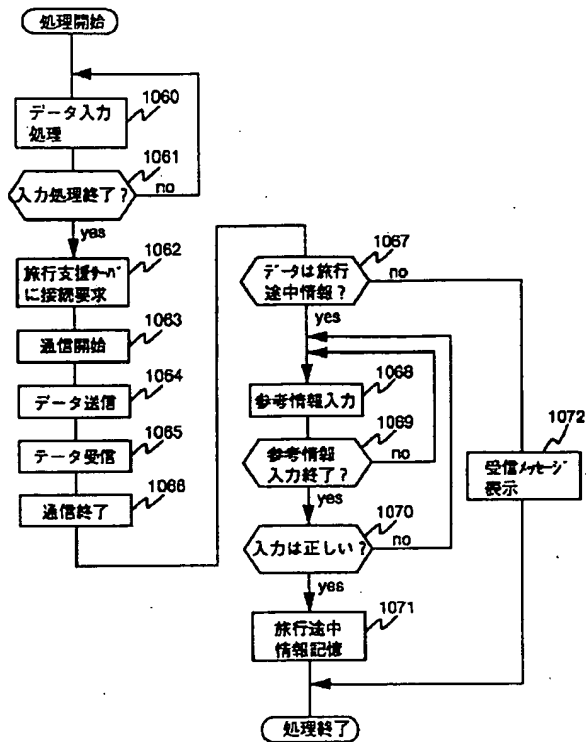 処理開始
1060
データ入力
処理
1061
入力処理終了?
no
yes
1062
旅行支援サーバ
に接続要求
1063
通信開始
1064
データ送信
1065
データ受信
1066
通信終了
1067
データは旅行
途中情報?
no
yes
1068
参考情報入力
1069
参考情報
入力終了?
no
yes
1070
入力は正しい?
no
yes
1071
旅行途中
情報記憶
1072
受信メッセージ
表示
処理終了